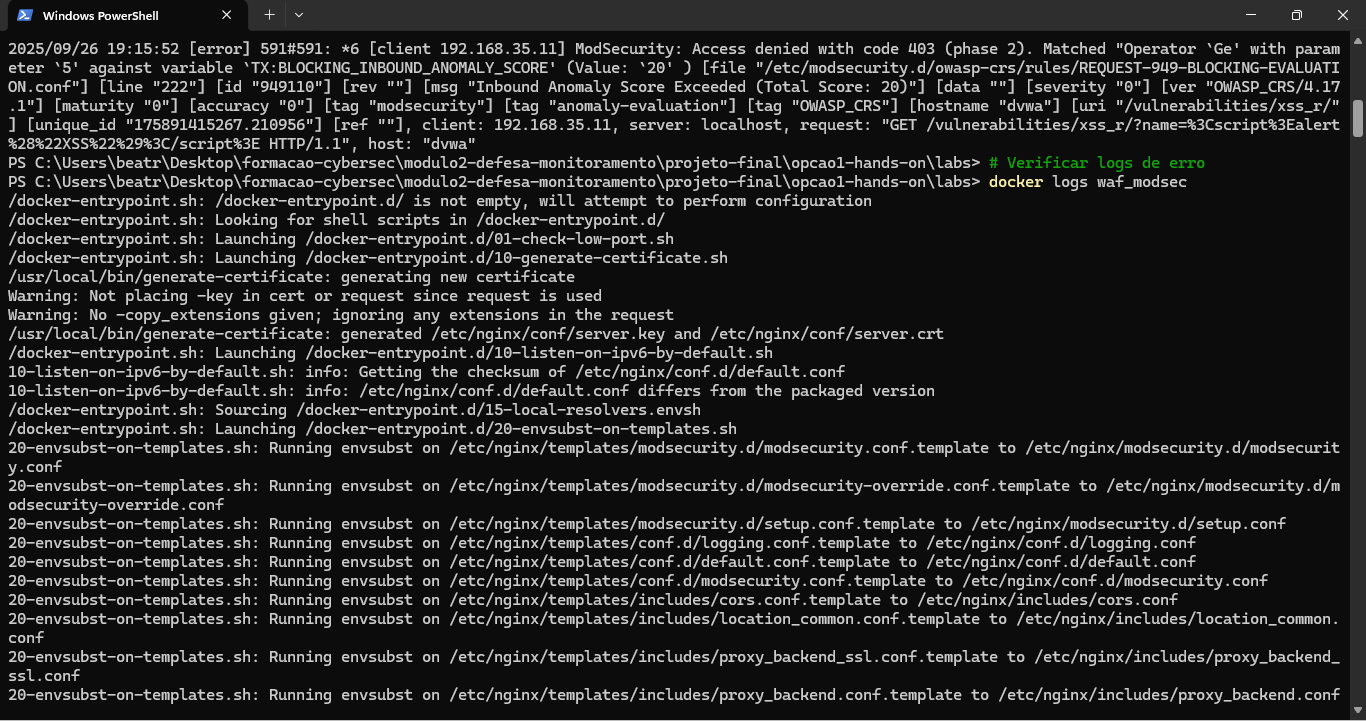 Windows PowerShell
2025/09/26 19:15:52 [error] 591#591: *6 [client 192.168.35.11] ModSecurity: Access denied with code 403 (phase 2). Matched "Operator `Ge' with param
eter `5' against variable `TX:BLOCKING_INBOUND_ANOMALY_SCORE' (Value: `20' ) [file "/etc/modsecurity.d/owasp-crs/rules/REQUEST-949-BLOCKING-EVALUATI
ON.conf"] [line "222"] [id "949110"] [rev ""] [msg "Inbound Anomaly Score Exceeded (Total Score: 20)"] [data ""] [severity "0"] [ver "OWASP_CRS/4.17
.1"] [maturity "0"] [accuracy "0"] [tag "modsecurity"] [tag "anomaly-evaluation"] [tag "OWASP_CRS"] [hostname "dvwa"] [uri "/vulnerabilities/xss_r/"
] [unique_id "175891415267.210956"] [ref ""], client: 192.168.35.11, server: localhost, request: "GET /vulnerabilities/xss_r/?name=%3Cscript%3Ealert
%28%22XSS%22%29%3C/script%3E HTTP/1.1", host: "dvwa"
PS C:\Users\beatr\Desktop\formacao-cybersec\modulo2-defesa-monitoramento\projeto-final\opcao1-hands-on\labs> # Verificar logs de erro
PS C:\Users\beatr\Desktop\formacao-cybersec\modulo2-defesa-monitoramento\projeto-final\opcao1-hands-on\labs> docker logs waf_modsec
/docker-entrypoint.sh: /docker-entrypoint.d/ is not empty, will attempt to perform configuration
/docker-entrypoint.sh: Looking for shell scripts in /docker-entrypoint.d/
/docker-entrypoint.sh: Launching /docker-entrypoint.d/01-check-low-port.sh
/docker-entrypoint.sh: Launching /docker-entrypoint.d/10-generate-certificate.sh
/usr/local/bin/generate-certificate: generating new certificate
Warning: Not placing -key in cert or request since request is used
Warning: No -copy_extensions given; ignoring any extensions in the request
/usr/local/bin/generate-certificate: generated /etc/nginx/conf/server.key and /etc/nginx/conf/server.crt
/docker-entrypoint.sh: Launching /docker-entrypoint.d/10-listen-on-ipv6-by-default.sh
10-listen-on-ipv6-by-default.sh: info: Getting the checksum of /etc/nginx/conf.d/default.conf
10-listen-on-ipv6-by-default.sh: info: /etc/nginx/conf.d/default.conf differs from the packaged version
/docker-entrypoint.sh: Sourcing /docker-entrypoint.d/15-local-resolvers.envsh
/docker-entrypoint.sh: Launching /docker-entrypoint.d/20-envsubst-on-templates.sh
20-envsubst-on-templates.sh: Running envsubst on /etc/nginx/templates/modsecurity.d/modsecurity.conf.template to /etc/nginx/modsecurity.d/modsecurit
y.conf
20-envsubst-on-templates.sh: Running envsubst on /etc/nginx/templates/modsecurity.d/modsecurity-override.conf.template to /etc/nginx/modsecurity.d/m
odsecurity-override.conf
20-envsubst-on-templates.sh: Running envsubst on /etc/nginx/templates/modsecurity.d/setup.conf.template to /etc/nginx/modsecurity.d/setup.conf
20-envsubst-on-templates.sh: Running envsubst on /etc/nginx/templates/conf.d/logging.conf.template to /etc/nginx/conf.d/logging.conf
20-envsubst-on-templates.sh: Running envsubst on /etc/nginx/templates/conf.d/default.conf.template to /etc/nginx/conf.d/default.conf
20-envsubst-on-templates.sh: Running envsubst on /etc/nginx/templates/conf.d/modsecurity.conf.template to /etc/nginx/conf.d/modsecurity.conf
20-envsubst-on-templates.sh: Running envsubst on /etc/nginx/templates/includes/cors.conf.template to /etc/nginx/includes/cors.conf
20-envsubst-on-templates.sh: Running envsubst on /etc/nginx/templates/includes/location_common.conf.template to /etc/nginx/includes/location_common.
conf
20-envsubst-on-templates.sh: Running envsubst on /etc/nginx/templates/includes/proxy_backend_ssl.conf.template to /etc/nginx/includes/proxy_backend_
ssl.conf
20-envsubst-on-templates.sh: Running envsubst on /etc/nginx/templates/includes/proxy_backend.conf.template to /etc/nginx/includes/proxy_backend.conf